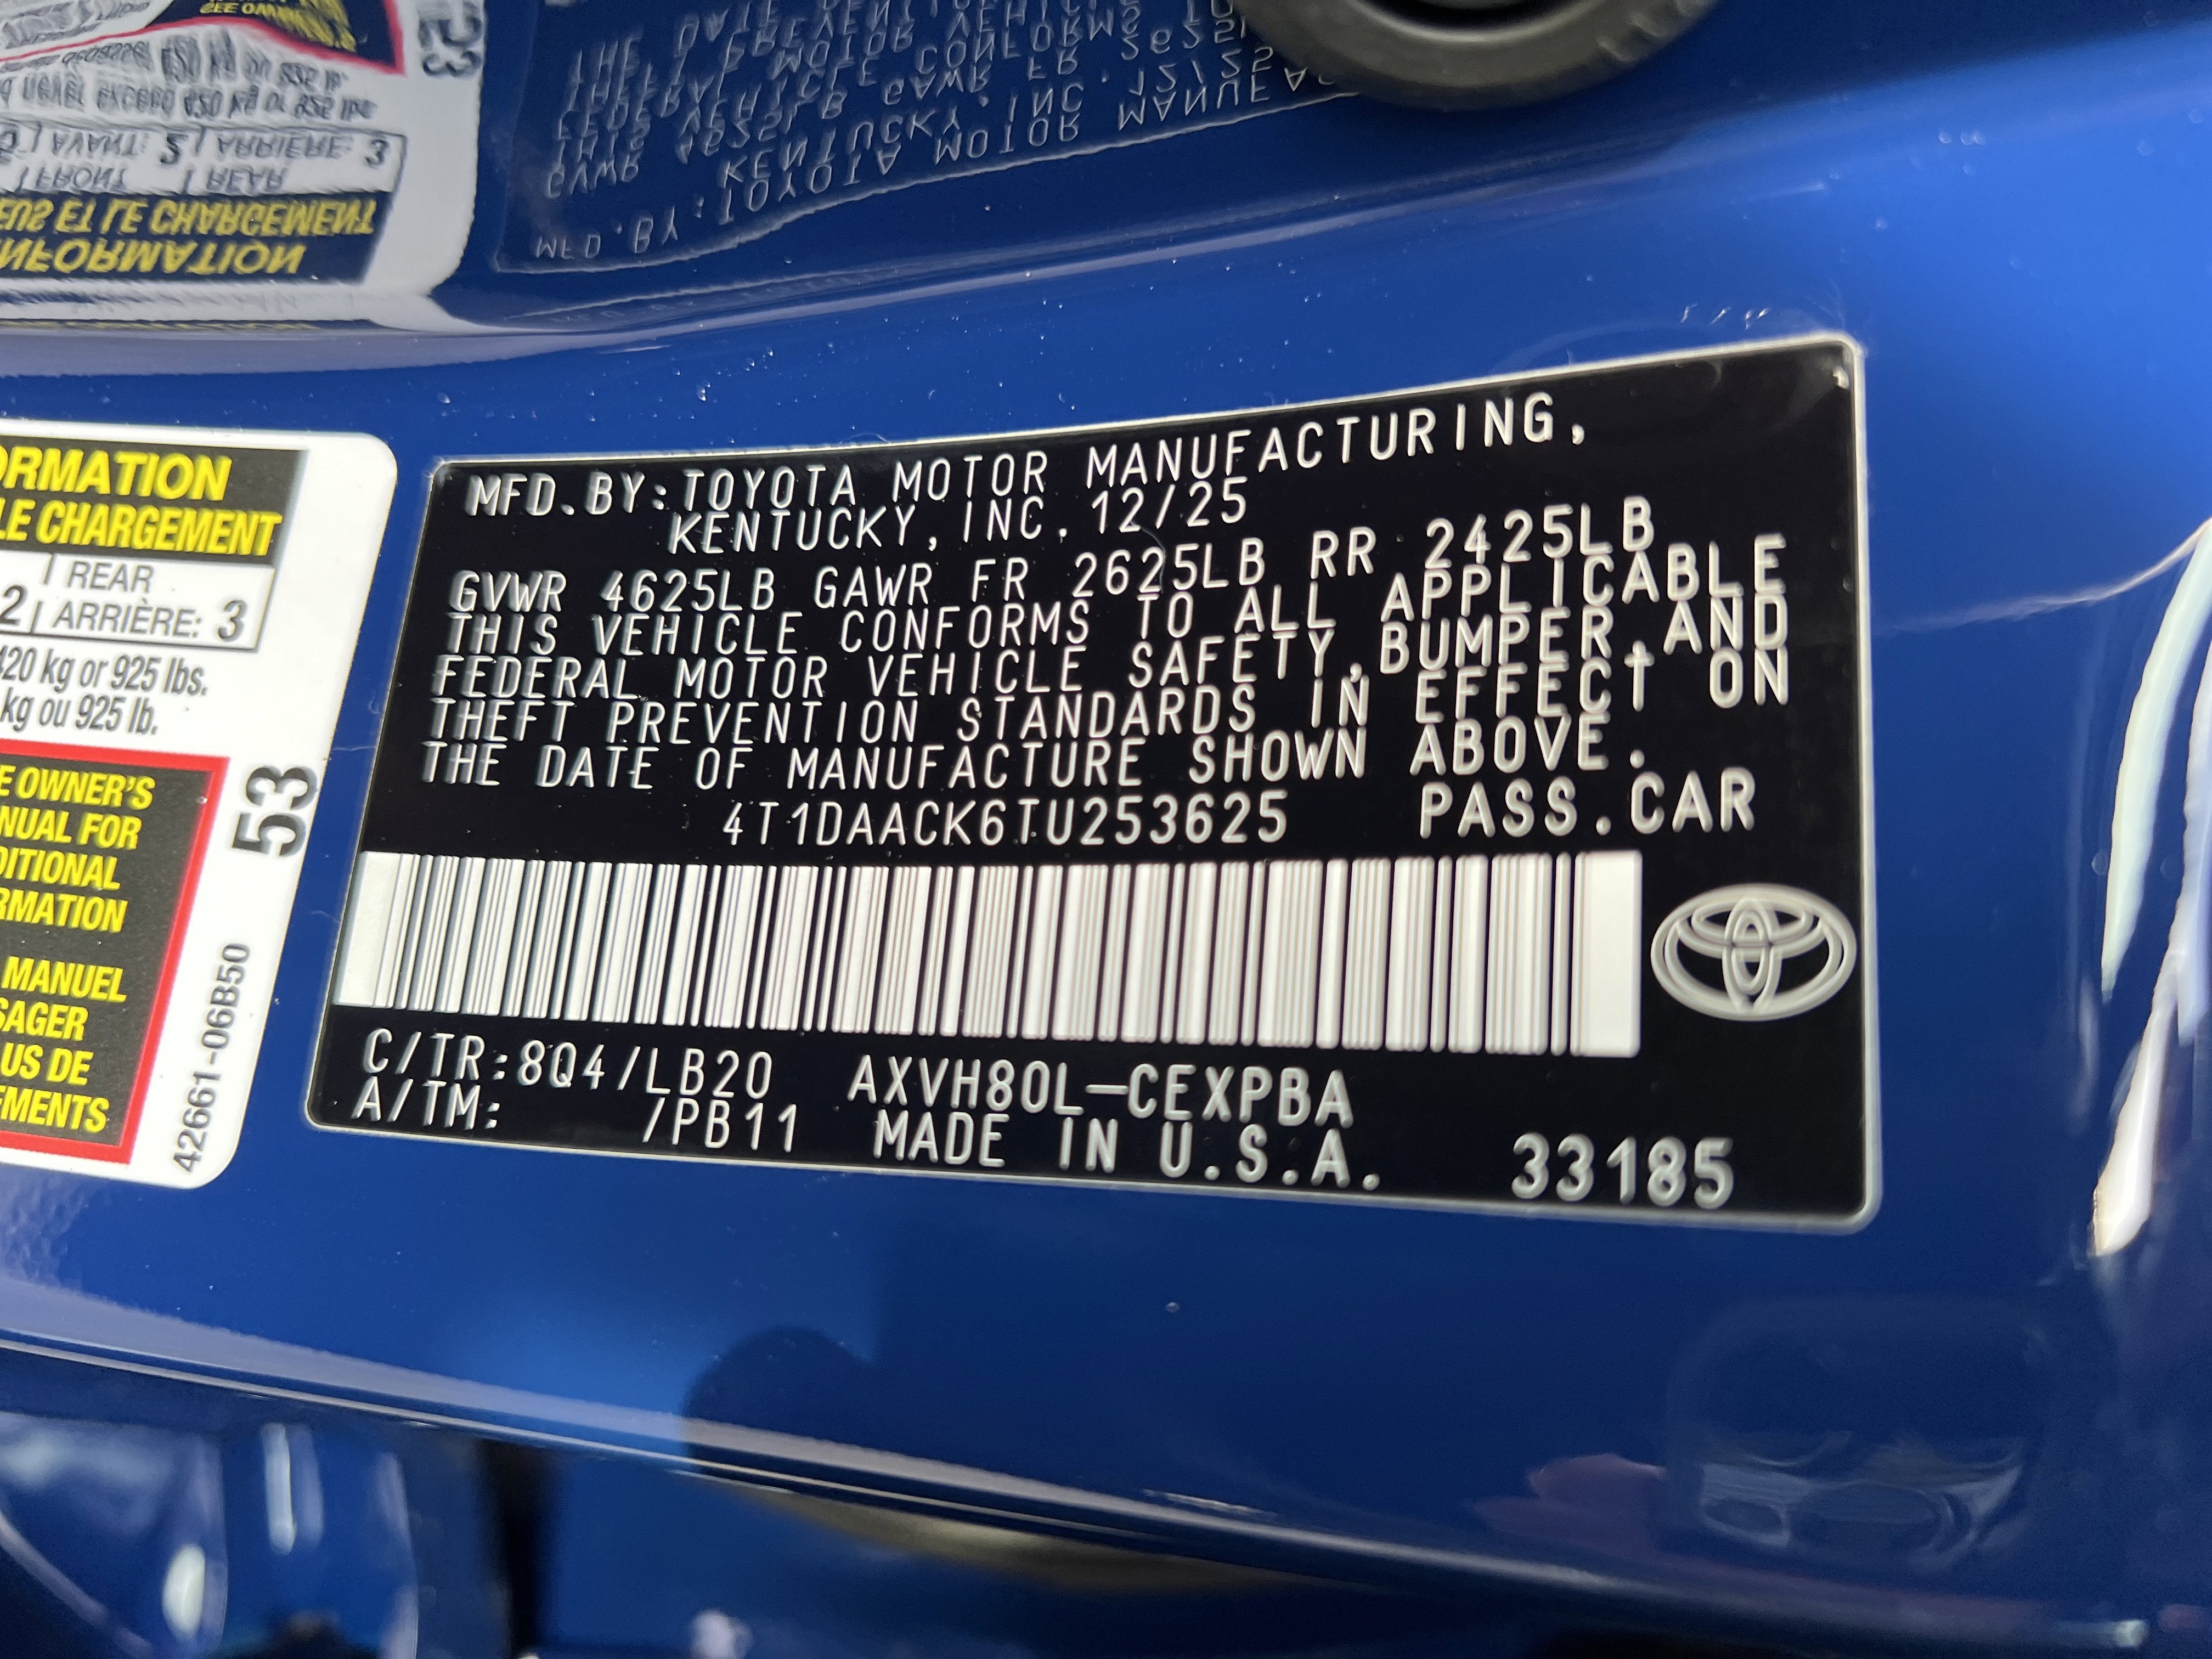 ORMATION
LE CHARGEMENT
REAR
2 ARRIÈRE: 3
420 kg or 925 lbs.
kg ou 925 lb.
E OWNER'S
NUAL FOR
DITIONAL
RMATION
MANUEL
SAGER
US DE
EMENTS
53
42661-06B50
MFD.BY:TOYOTA MOTOR MANUFACTURING,
KENTUCKY,INC.12/25
GVWR 4625LB GAWR FR 2625LB RR 2425LB
THIS VEHICLE CONFORMS TO ALL APPLICABLE
FEDERAL MOTOR VEHICLE SAFETY,BUMPER,AND
THEFT PREVENTION STANDARDS IN EFFECT ON
THE DATE OF MANUFACTURE SHOWN ABOVE.
4T1DAACK6TU253625 PASS.CAR
C/TR:8Q4/LB20 AXVH80L-CEXPBA
A/TM: /PB11 MADE IN U.S.A. 33185